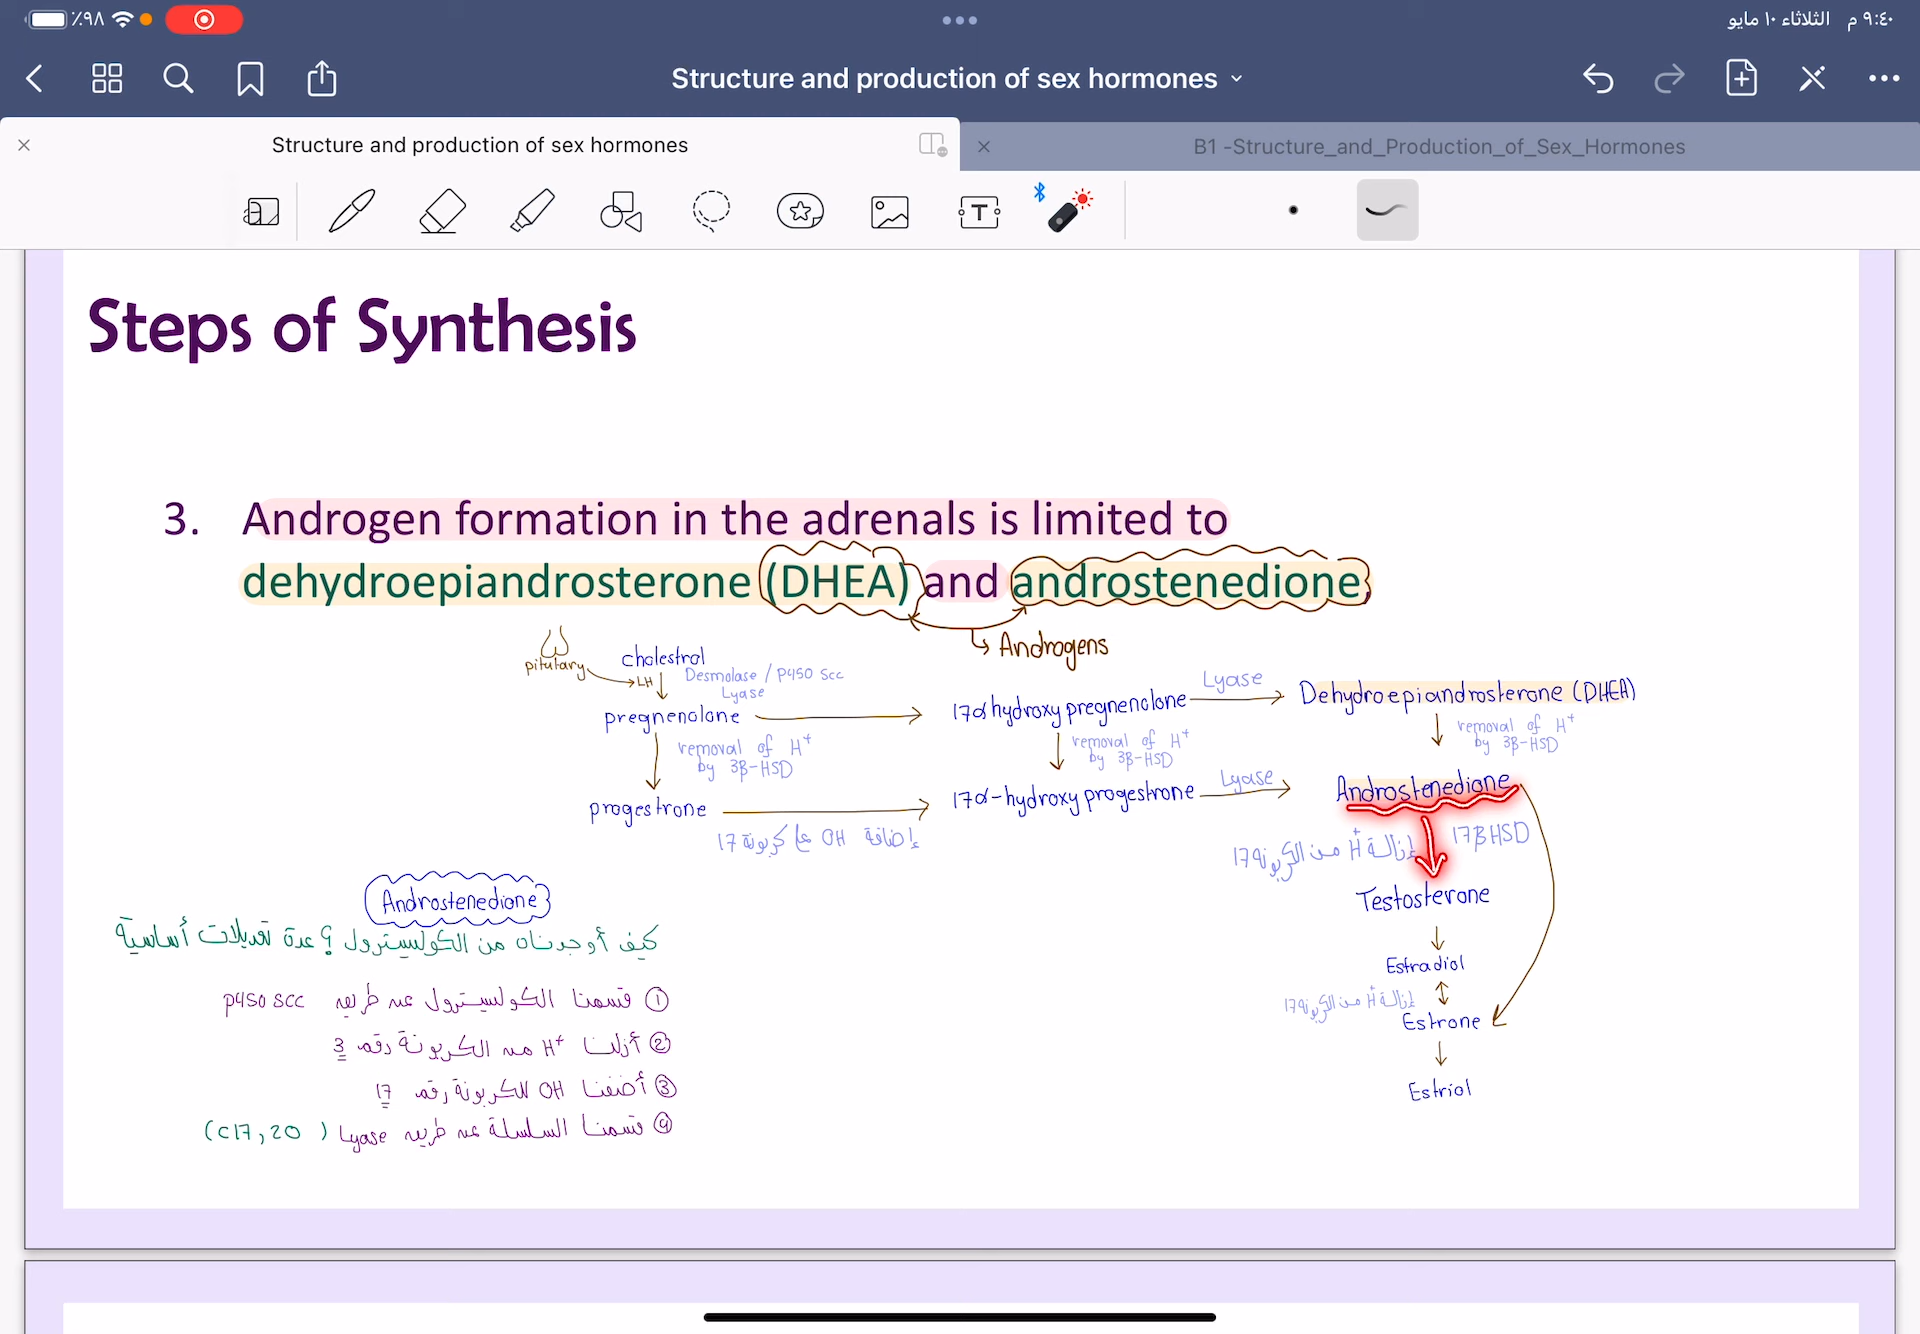 ٪٩٨
٩:٤٠ م الثلاثاء ١٠ مايو
Structure and production of sex hormones
Structure and production of sex hormones
B1 -Structure_and_Production_of_Sex_Hormones
Steps of Synthesis
3. Androgen formation in the adrenals is limited to
dehydroepiandrosterone (DHEA) and androstenedione,
Androgens
pitutary
LH
cholestrol
Desmolase / P450 Scc
Lyase
pregnenolone
17α hydroxy pregnenolone
Lyase
Dehydroepiandrosterone (DHEA)
removal of H⁺
by 3β-HSD
removal of H⁺
by 3β-HSD
removal of H⁺
by 3β-HSD
progestrone
إضافة OH على كربونة 17
17α-hydroxy progestrone
Lyase
Androstenedione
إزالة H⁺ من الكربونة 17
17βHSD
Testosterone
Estradiol
إزالة H⁺ من الكربونة 17
Estrone
Estriol
Androstenedione
كيف أوجدناه من الكوليسترول ؟ عدة تعديلات أساسية
① قسمنا الكوليسترول عن طريق P450 scc
② أزلنا H⁺ من الكربونة رقم 3
③ أضفنا OH للكربونة رقم 17
④ قسمنا السلسلة عن طريق Lyase (C17,20)